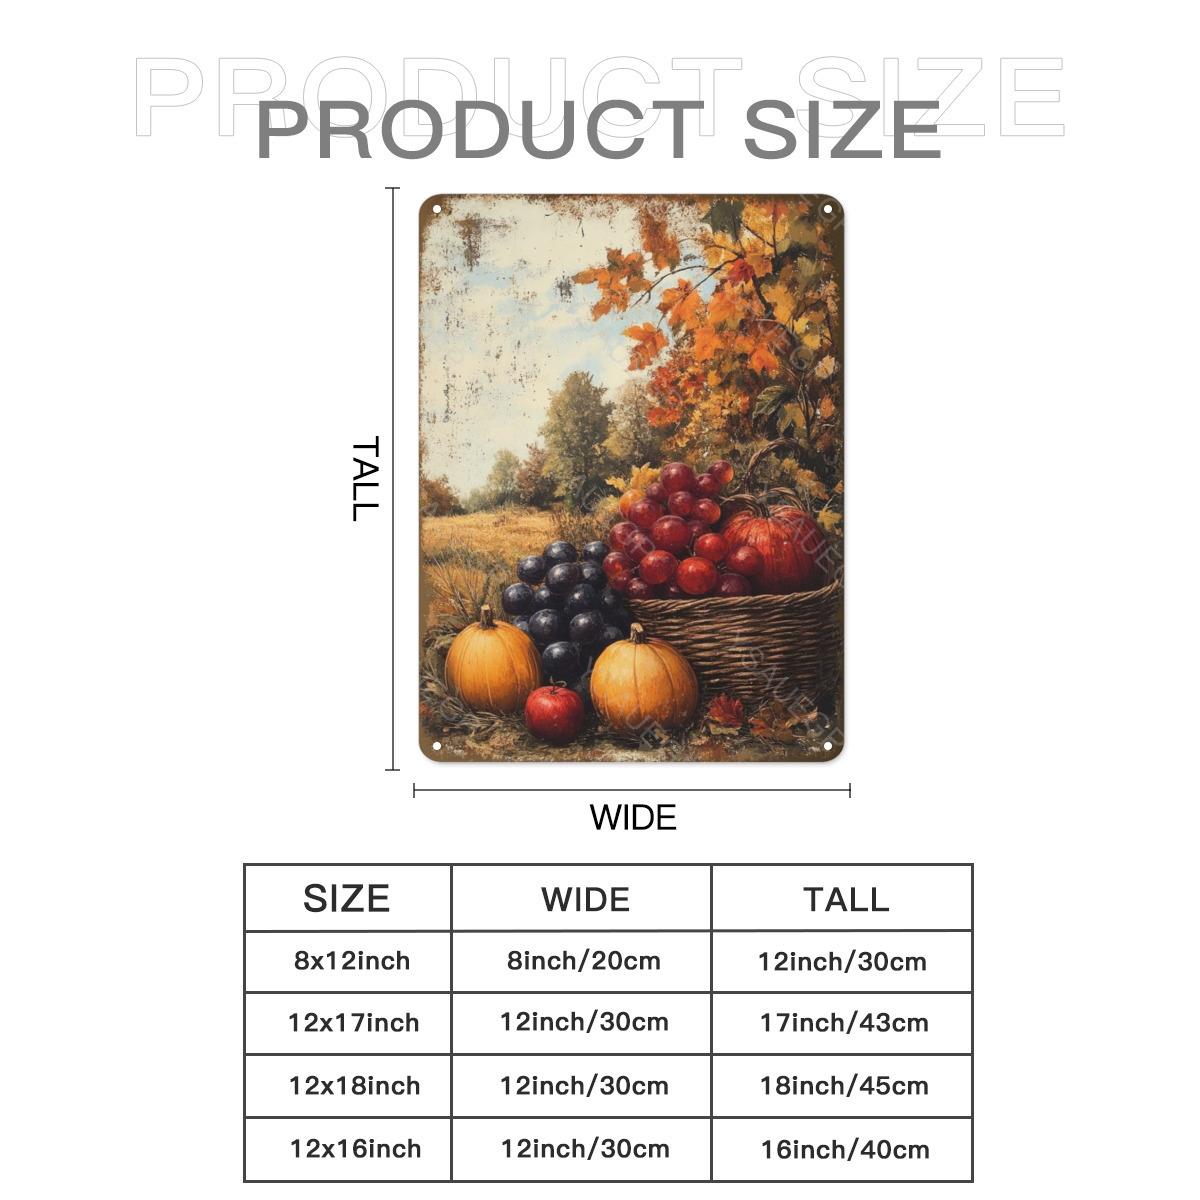 PRODUCT SIZE
PRODUCT SIZE
TALL
WIDE
SIZE WIDE TALL
8x12inch 8inch/20cm 12inch/30cm
12x17inch 12inch/30cm 17inch/43cm
12x18inch 12inch/30cm 18inch/45cm
12x16inch 12inch/30cm 16inch/40cm